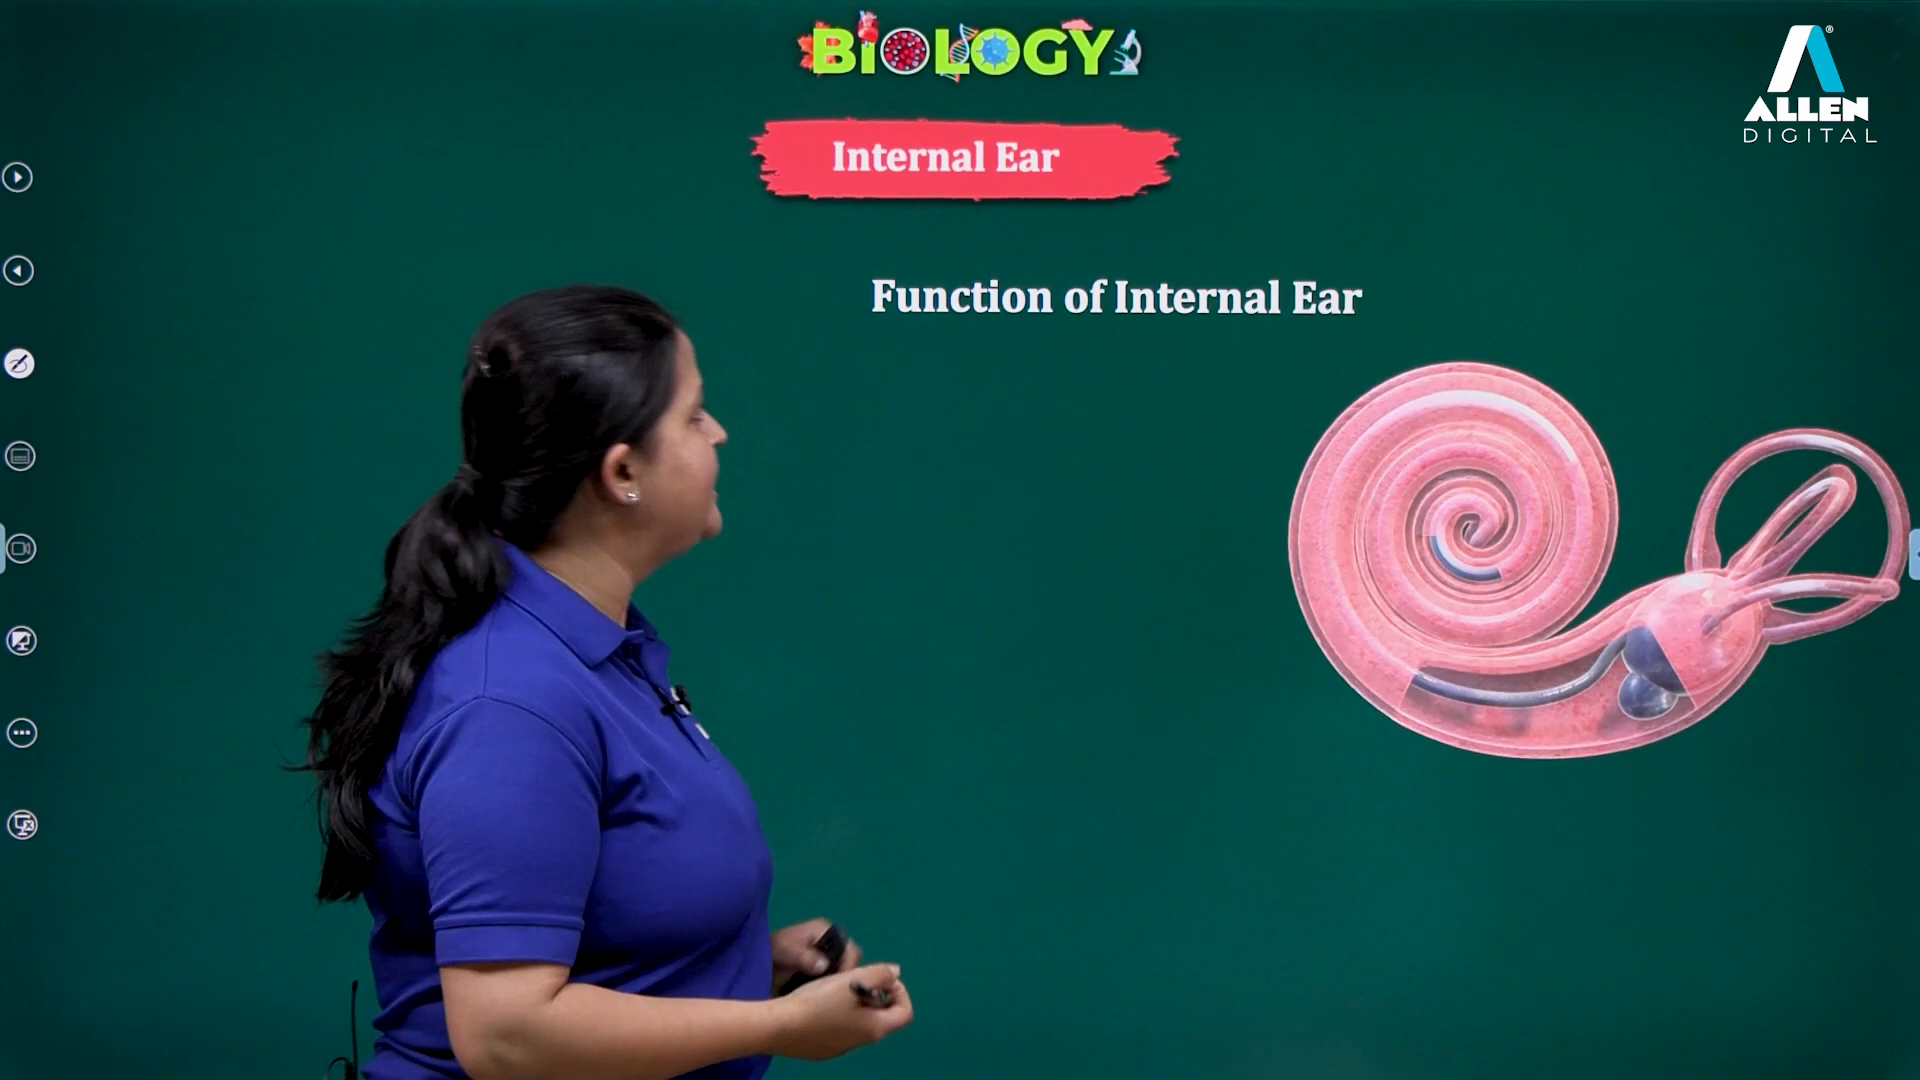 BIOLOGY
ALLEN
DIGITAL
Internal Ear
Function of Internal Ear